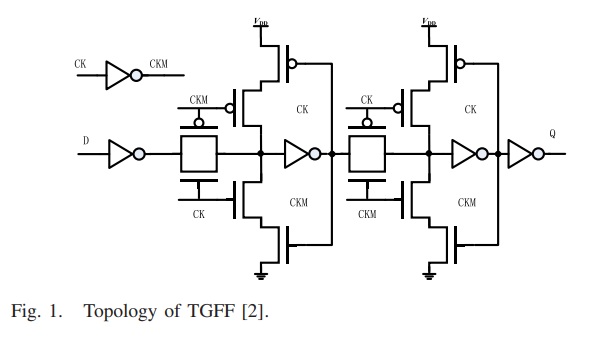 VDD VDD
CK CKM
CKM CK
CK CK
D Q
CKM CKM
CK CKM
Fig. 1. Topology of TGFF [2].